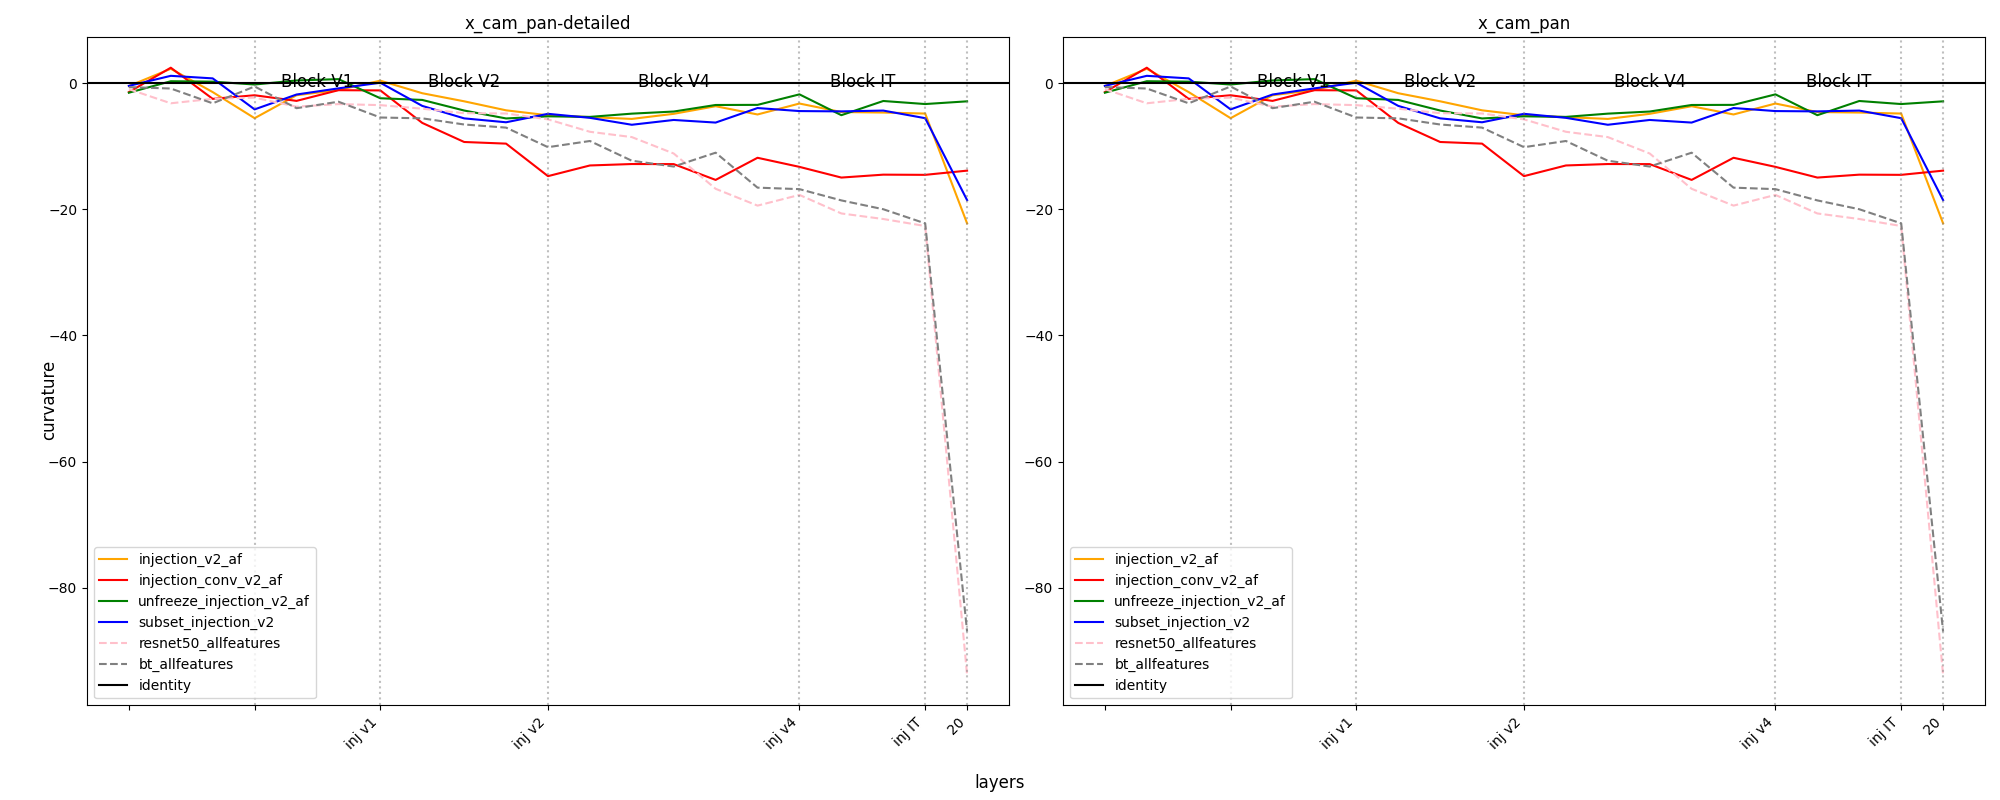 x_cam_pan-detailed
x_cam_pan
curvature
0
−20
−40
−60
−80
Block V1
Block V2
Block V4
Block IT
injection_v2_af
injection_conv_v2_af
unfreeze_injection_v2_af
subset_injection_v2
resnet50_allfeatures
bt_allfeatures
identity
inj v1
inj v2
inj v4
inj IT
20
0
−20
−40
−60
−80
Block V1
Block V2
Block V4
Block IT
injection_v2_af
injection_conv_v2_af
unfreeze_injection_v2_af
subset_injection_v2
resnet50_allfeatures
bt_allfeatures
identity
inj v1
inj v2
inj v4
inj IT
20
layers